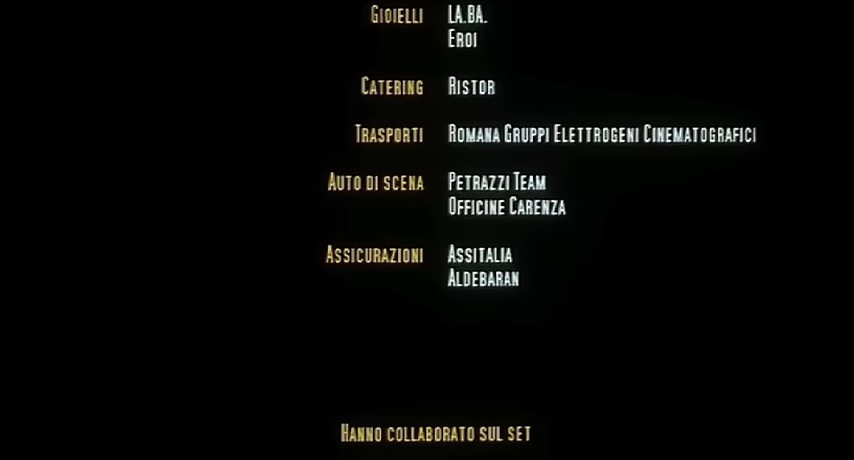 GIOIELLI LA.BA.
EROI
CATERING RISTOR
TRASPORTI ROMANA GRUPPI ELETTROGENI CINEMATOGRAFICI
AUTO DI SCENA PETRAZZI TEAM
OFFICINE CARENZA
ASSICURAZIONI ASSITALIA
ALDEBARAN
HANNO COLLABORATO SUL SET